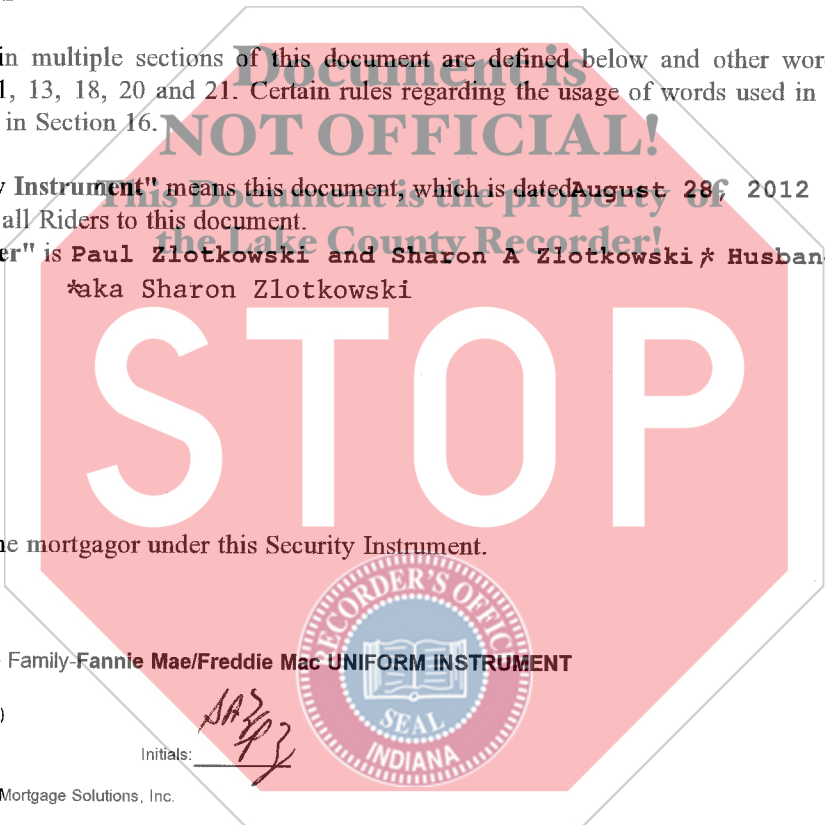 in multiple sections of this document are defined below and other wor
1, 13, 18, 20 and 21. Certain rules regarding the usage of words used in
in Section 16.
Document is
NOT OFFICIAL!
This Document is the property of
the Lake County Recorder!
y Instrument" means this document, which is dated August 28, 2012
all Riders to this document.
er" is Paul Zlotkowski and Sharon A Zlotkowski,* Husban
*aka Sharon Zlotkowski
STOP
he mortgagor under this Security Instrument.
RECORDER'S OFFIC
SEAL
INDIANA
Family-Fannie Mae/Freddie Mac UNIFORM INSTRUMENT
)
Initials: SAZ PZ
Mortgage Solutions, Inc.